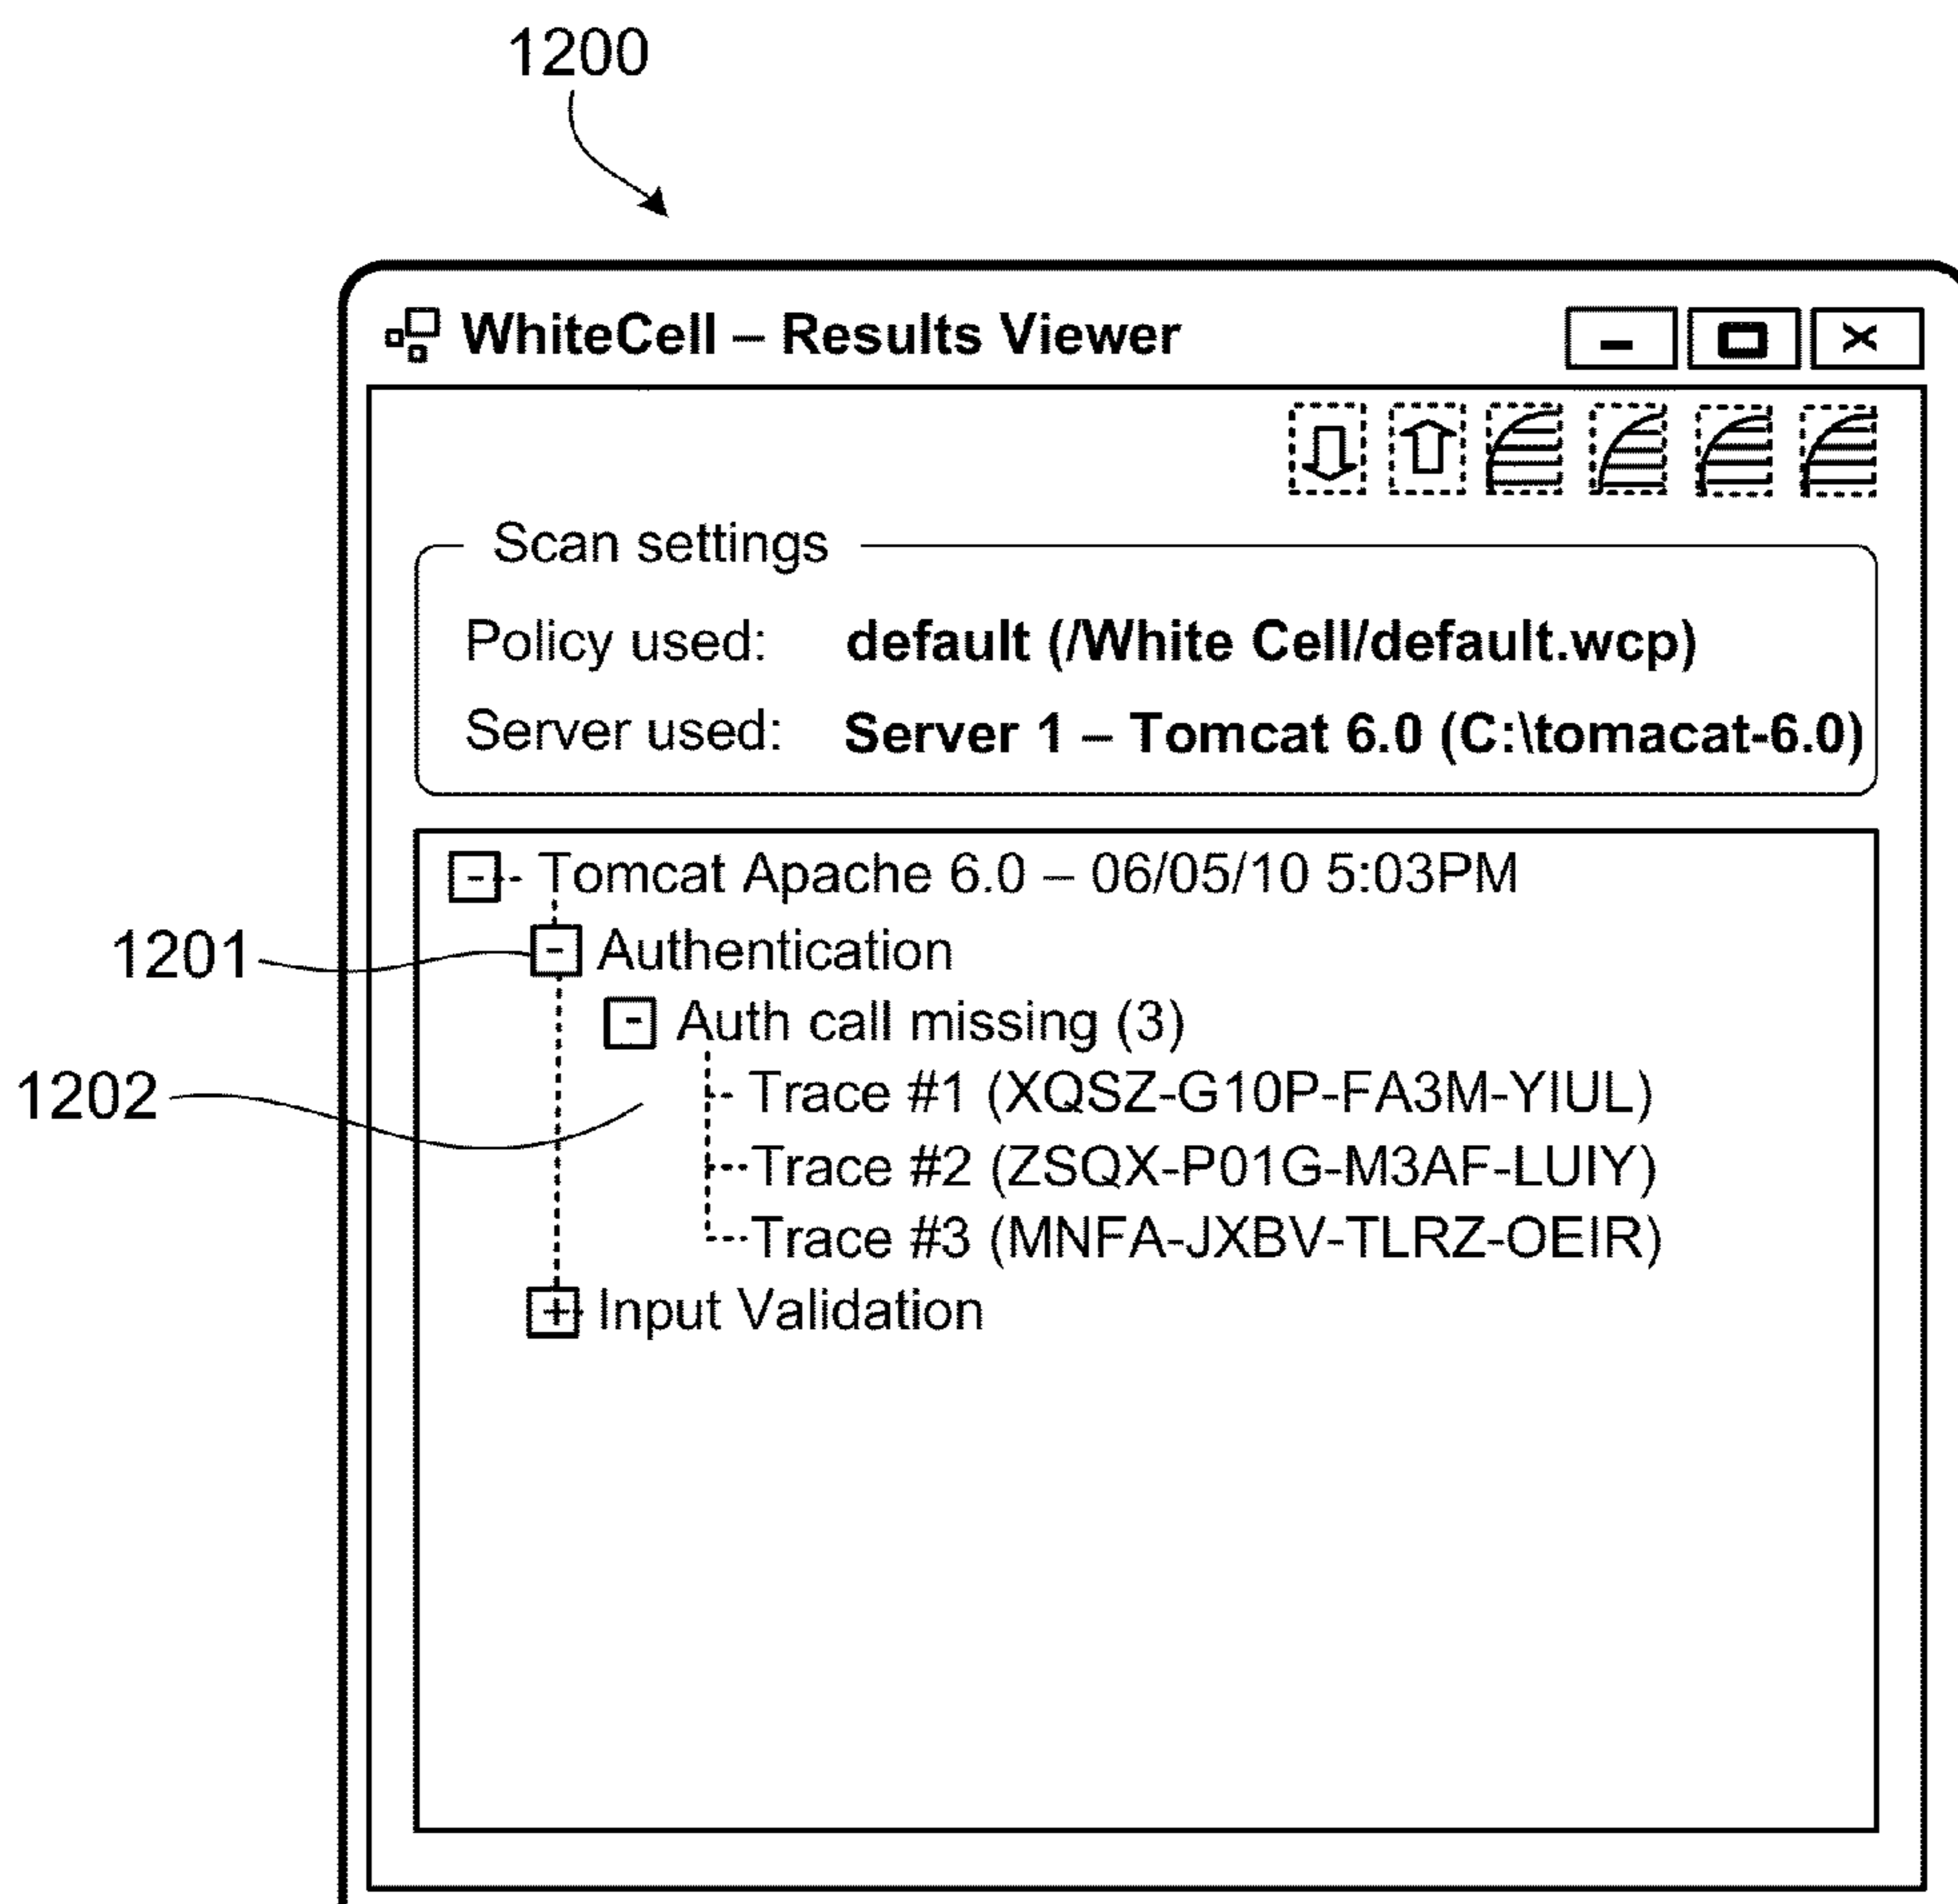 1200
WhiteCell – Results Viewer
Scan settings
Policy used: default (/White Cell/default.wcp)
Server used: Server 1 – Tomcat 6.0 (C:\tomacat-6.0)
Tomcat Apache 6.0 – 06/05/10 5:03PM
1201 Authentication
Auth call missing (3)
1202 Trace #1 (XQSZ-G10P-FA3M-YIUL)
Trace #2 (ZSQX-P01G-M3AF-LUIY)
Trace #3 (MNFA-JXBV-TLRZ-OEIR)
Input Validation